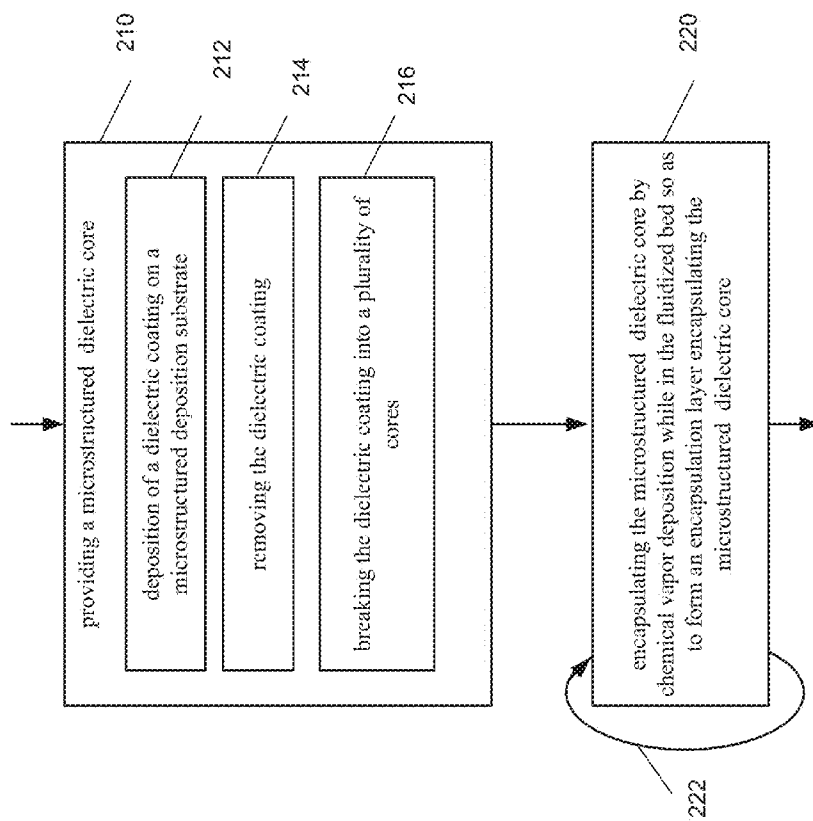 providing a microstructured dielectric core
210
deposition of a dielectric coating on a
microstructured deposition substrate
212
removing the dielectric coating
214
breaking the dielectric coating into a plurality of
cores
216
encapsulating the microstructured dielectric core by
chemical vapor deposition while in the fluidized bed so as
to form an encapsulation layer encapsulating the
microstructured dielectric core
220
222